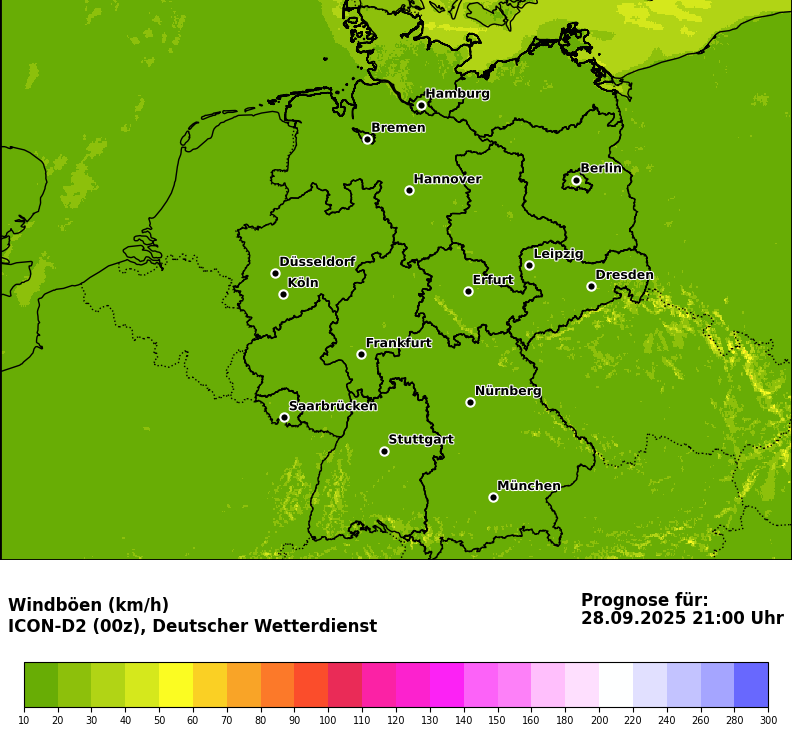 Hamburg
Bremen
Berlin
Hannover
Leipzig
Düsseldorf
Dresden
Köln
Erfurt
Frankfurt
Nürnberg
Saarbrücken
Stuttgart
München
Windböen (km/h)
ICON-D2 (00z), Deutscher Wetterdienst
Prognose für:
28.09.2025 21:00 Uhr
10 20 30 40 50 60 70 80 90 100 110 120 130 140 150 160 180 200 220 240 260 280 300